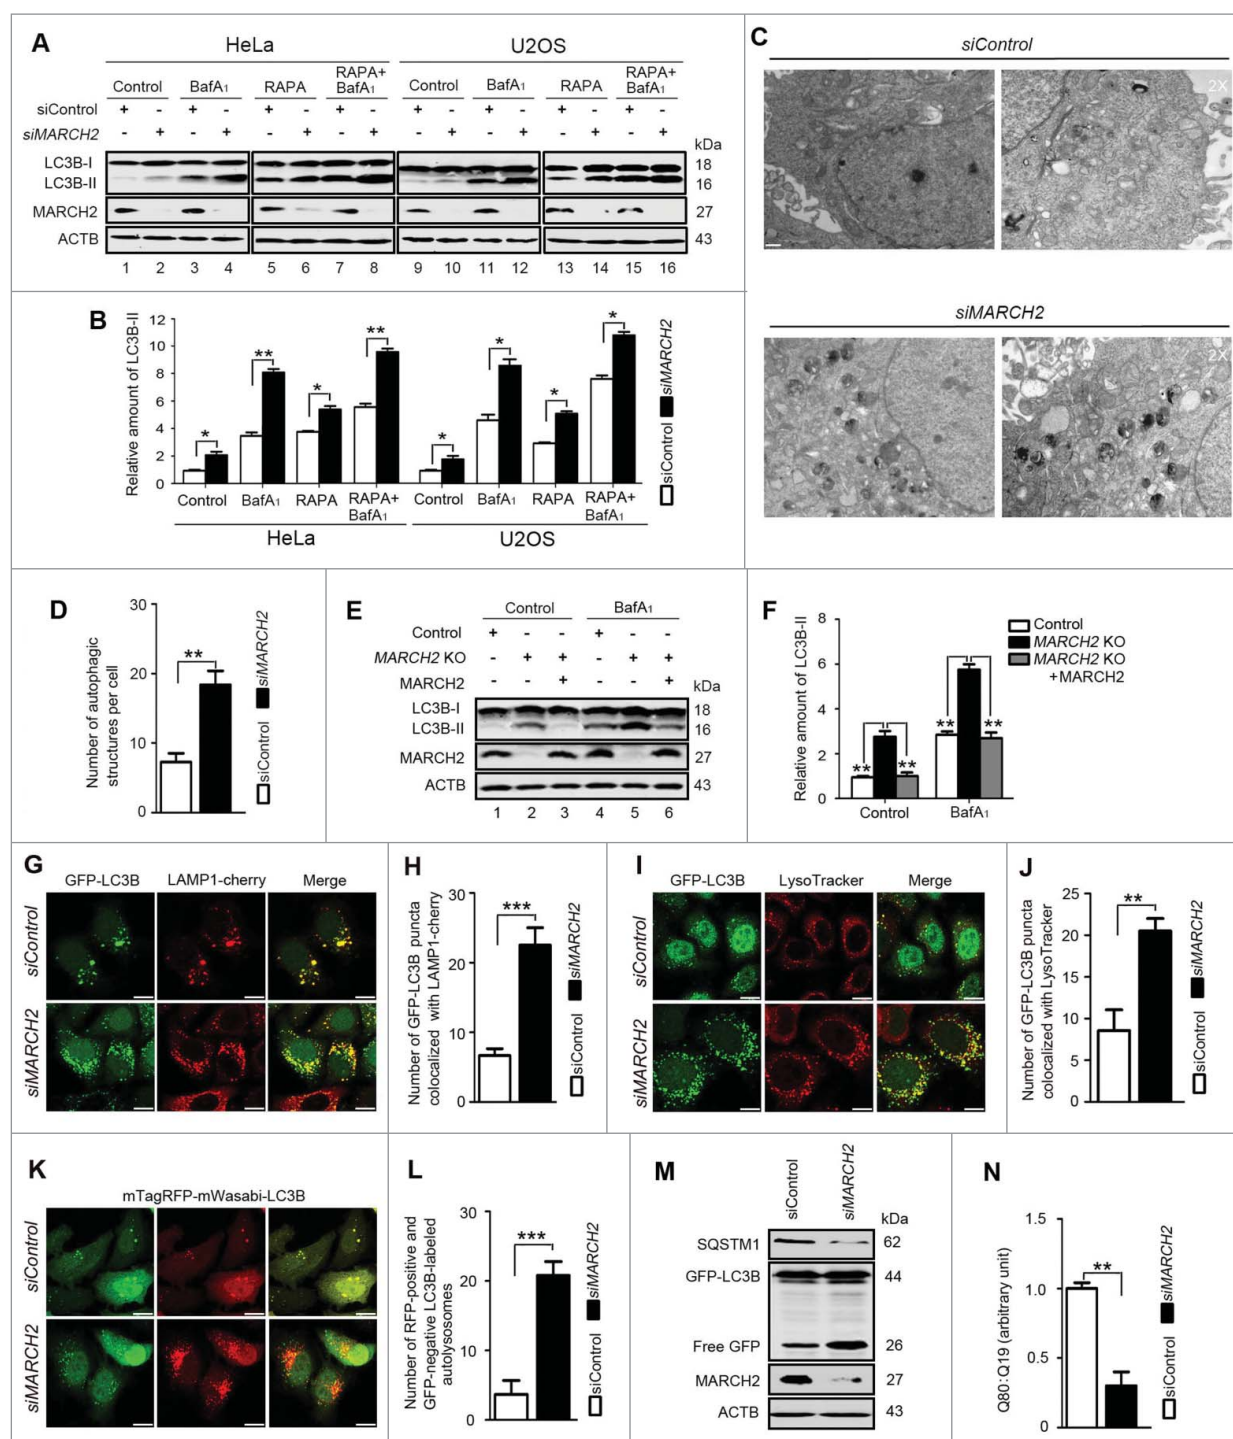 A
HeLa
U2OS
Control BafA1 RAPA RAPA+ BafA1 Control BafA1 RAPA RAPA+ BafA1
siControl + - + - + - + - + - + - + - + -
siMARCH2 - + - + - + - + - + - + - + - +
kDa
LC3B-I 18
LC3B-II 16
MARCH2 27
ACTB 43
1 2 3 4 5 6 7 8 9 10 11 12 13 14 15 16
B
Relative amount of LC3B-II
12
10
8
6
4
2
0
* ** * ** * * * *
Control BafA1 RAPA RAPA+ BafA1 Control BafA1 RAPA RAPA+ BafA1
HeLa
U2OS
siControl siMARCH2
C
siControl
2X
siMARCH2
2X
D
Number of autophagic
structures per cell
30
20
10
0
**
siControl siMARCH2
E
Control BafA1
Control + - - + - -
MARCH2 KO - + + - + +
MARCH2 - - + - - +
kDa
LC3B-I 18
LC3B-II 16
MARCH2 27
ACTB 43
1 2 3 4 5 6
F
Relative amount of LC3B-II
8
6
4
2
0
** ** ** **
Control BafA1
Control
MARCH2 KO
MARCH2 KO
+MARCH2
G
GFP-LC3B LAMP1-cherry Merge
siControl
siMARCH2
H
Number of GFP-LC3B puncta
colocalized with LAMP1-cherry
30
20
10
0
***
siControl siMARCH2
I
GFP-LC3B LysoTracker Merge
siControl
siMARCH2
J
Number of GFP-LC3B puncta
colocalized with LysoTracker
25
20
15
10
5
0
**
siControl siMARCH2
K
mTagRFP-mWasabi-LC3B
siControl
siMARCH2
L
Number of RFP-positive and
GFP-negative LC3B-labeled
autolysosomes
30
20
10
0
***
siControl siMARCH2
M
siControl siMARCH2
kDa
SQSTM1 62
GFP-LC3B 44
Free GFP 26
MARCH2 27
ACTB 43
N
Q80:Q19 (arbitrary unit)
1.5
1.0
0.5
0
**
siControl siMARCH2